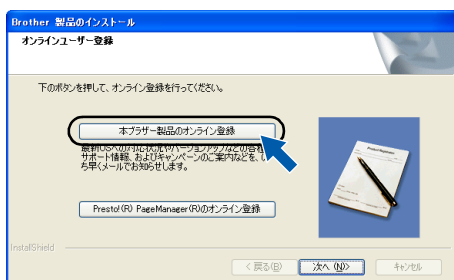 Brother 製品のインストール
オンラインユーザー登録
下のボタンを押して、オンライン登録を行ってください。
本ブラザー製品のオンライン登録
最新OSへの対応状況やバージョンアップなどの各種
サポート情報、およびキャンペーンのご案内などを、い
ち早くメールでお知らせします。
Presto!(R) PageManager(R)のオンライン登録
InstallShield
< 戻る(B) 次へ (N)> キャンセル